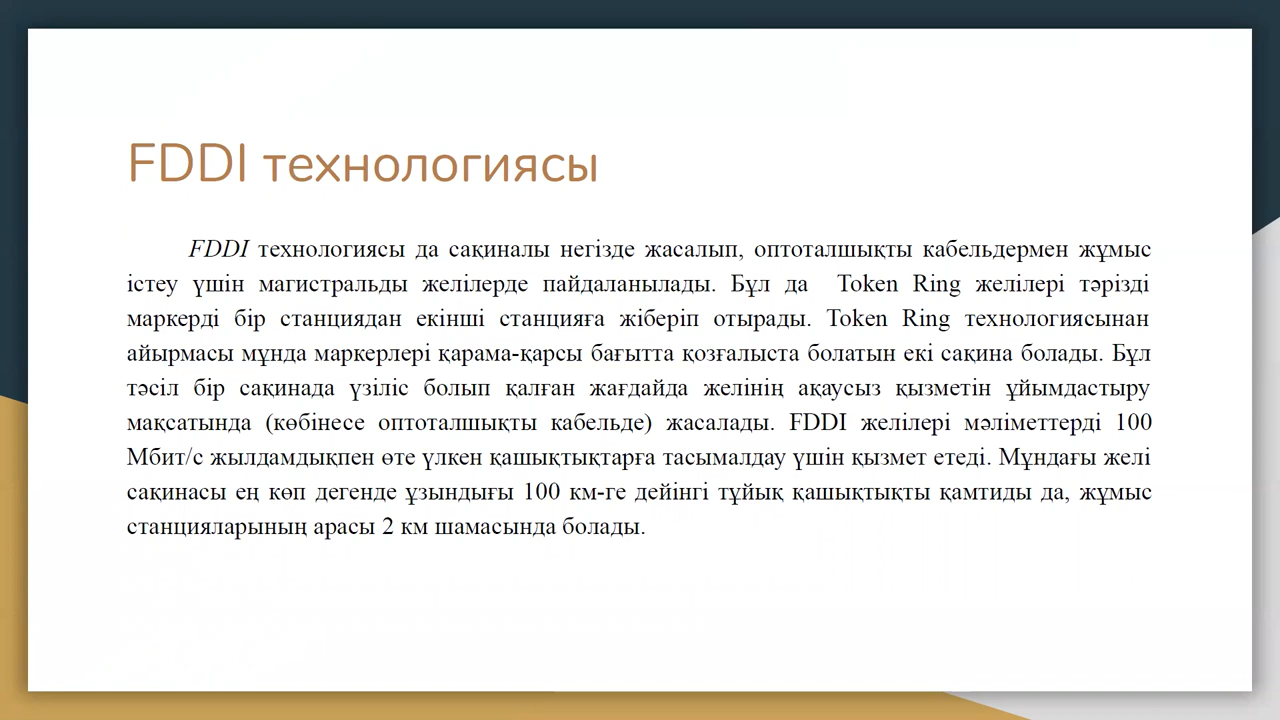 FDDI технологиясы
FDDI технологиясы да сақиналы негізде жасалып, оптоталшықты кабельдермен жұмыс
істеу үшін магистральды желілерде пайдаланылады. Бұл да Token Ring желілері тәрізді
маркерді бір станциядан екінші станцияға жіберіп отырады. Token Ring технологиясынан
айырмасы мұнда маркерлері қарама-қарсы бағытта қозғалыста болатын екі сақина болады. Бұл
тәсіл бір сақинада үзіліс болып қалған жағдайда желінің ақаусыз қызметін ұйымдастыру
мақсатында (көбінесе оптоталшықты кабельде) жасалады. FDDI желілері мәліметтерді 100
Мбит/с жылдамдықпен өте үлкен қашықтықтарға тасымалдау үшін қызмет етеді. Мұндағы желі
сақинасы ең көп дегенде ұзындығы 100 км-ге дейінгі тұйық қашықтықты қамтиды да, жұмыс
станцияларының арасы 2 км шамасында болады.